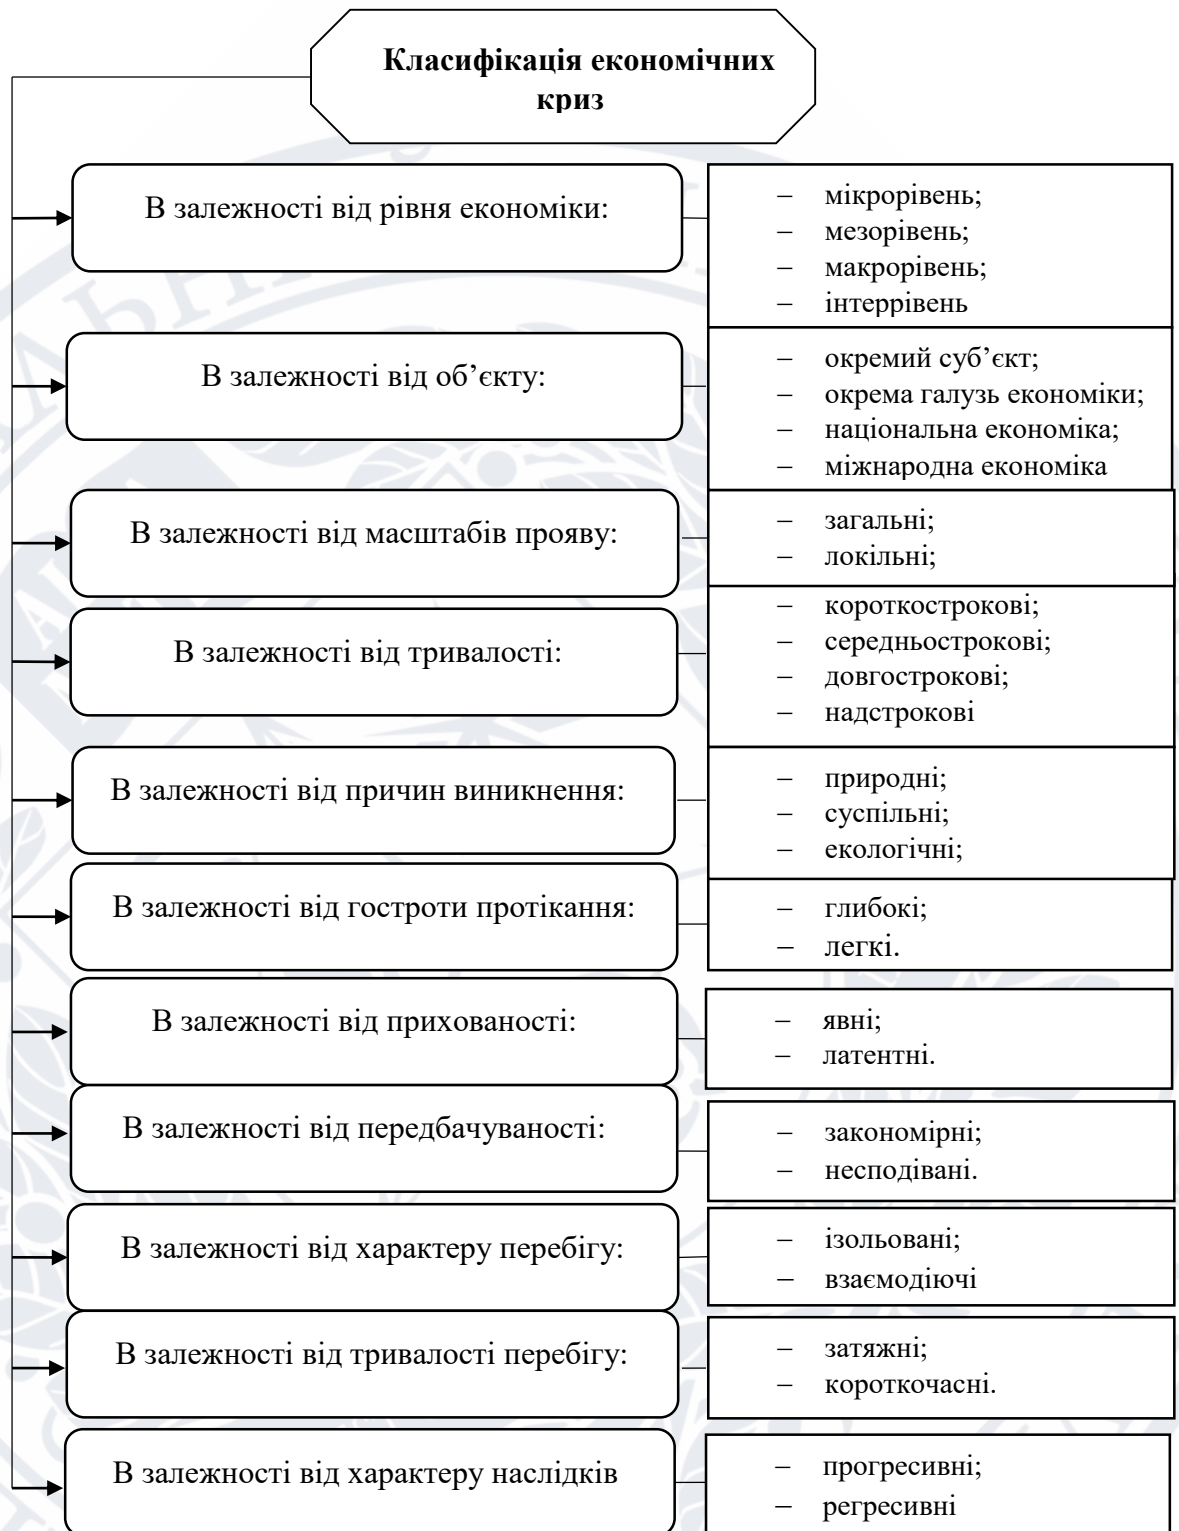 Класифікація економічних
криз
В залежності від рівня економіки:
– мікрорівень;
– мезорівень;
– макрорівень;
– інтеррівень
В залежності від об’єкту:
– окремий суб’єкт;
– окрема галузь економіки;
– національна економіка;
– міжнародна економіка
В залежності від масштабів прояву:
– загальні;
– локільні;
В залежності від тривалості:
– короткострокові;
– середньострокові;
– довгострокові;
– надстрокові
В залежності від причин виникнення:
– природні;
– суспільні;
– екологічні;
В залежності від гостроти протікання:
– глибокі;
– легкі.
В залежності від прихованості:
– явні;
– латентні.
В залежності від передбачуваності:
– закономірні;
– несподівані.
В залежності від характеру перебігу:
– ізольовані;
– взаємодіючі
В залежності від тривалості перебігу:
– затяжні;
– короткочасні.
В залежності від характеру наслідків
– прогресивні;
– регресивні